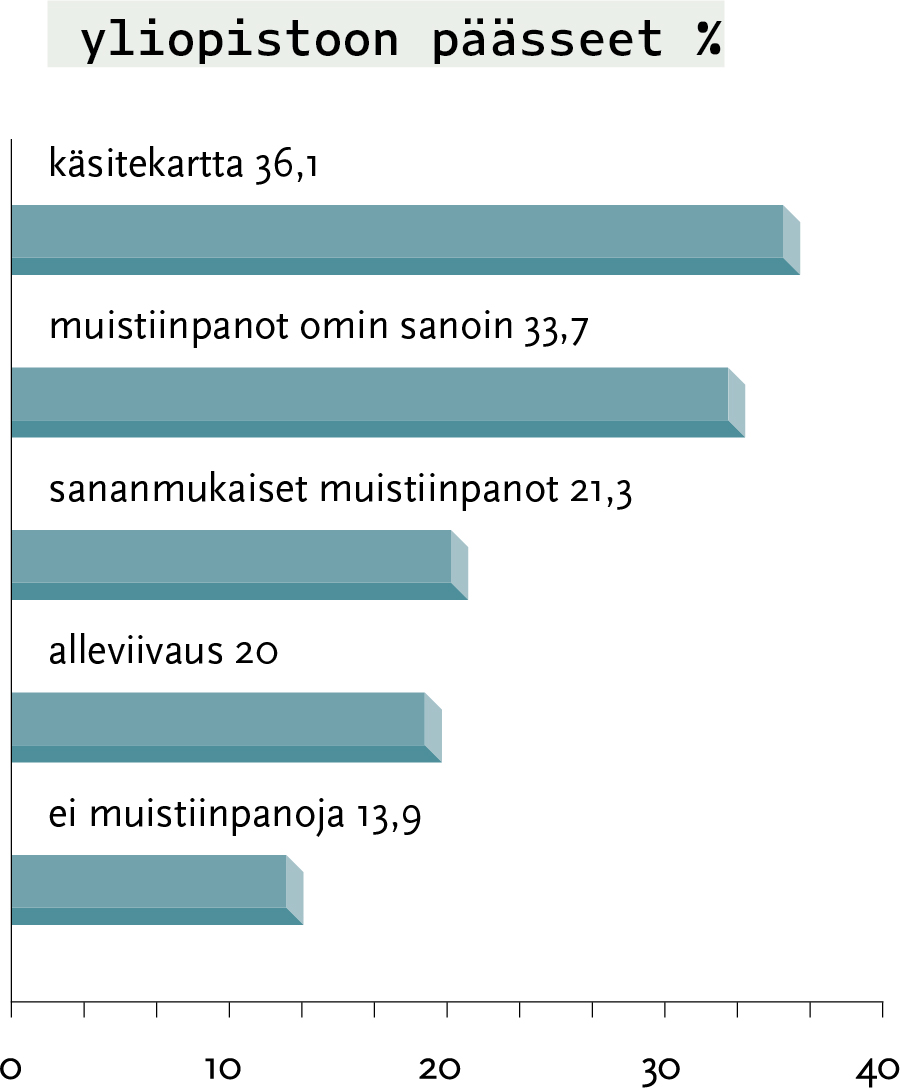 yliopistoon päässeet %
käsitekartta 36,1
muistiinpanot omin sanoin 33,7
sananmukaiset muistiinpanot 21,3
alleviivaus 20
ei muistiinpanoja 13,9
0 10 20 30 40